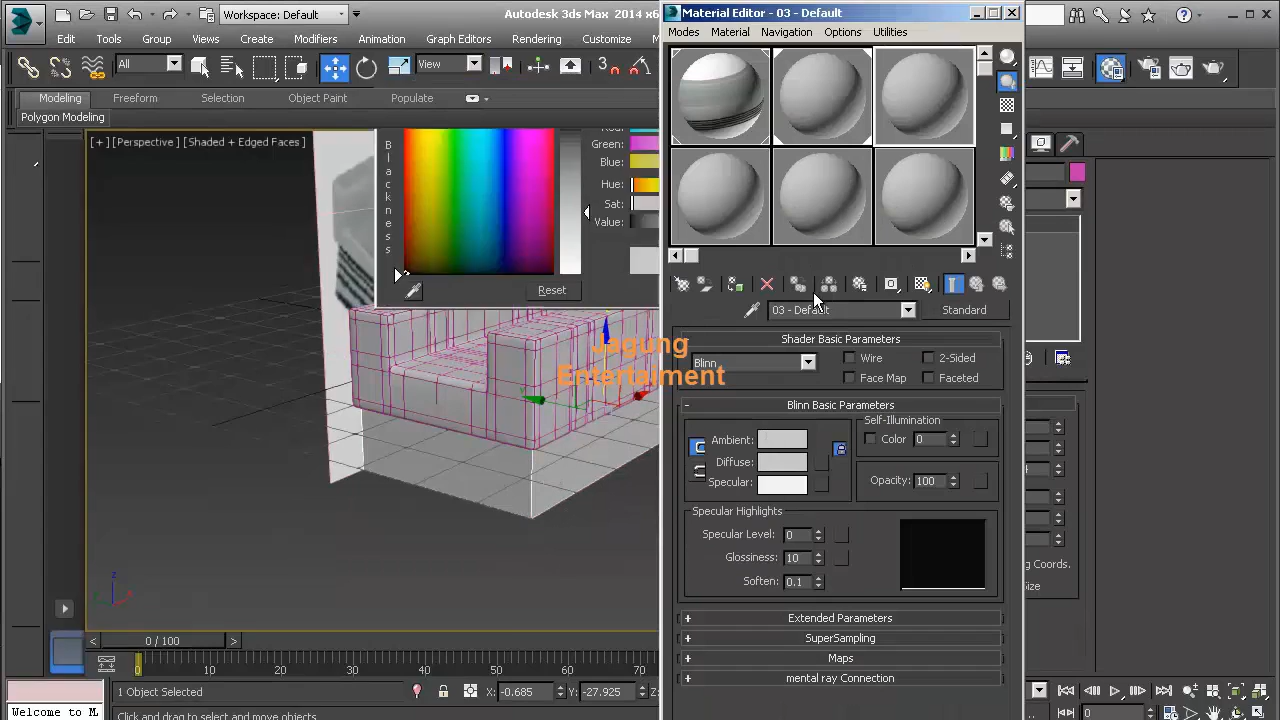 Workspace: Default
Autodesk 3ds Max 2014 x6
Material Editor - 03 - Default
Edit
Tools
Group
Views
Create
Modifiers
Animation
Graph Editors
Rendering
Customize
Modes
Material
Navigation
Options
Utilities
All
View
Modeling
Freeform
Selection
Object Paint
Populate
Polygon Modeling
[+] [Perspective] [Shaded + Edged Faces]
Blackness
Green:
Blue:
Hue:
Sat:
Value:
Reset
03 - Default
Standard
Jagung
Entertaiment
Shader Basic Parameters
Blinn
Wire
2-Sided
Face Map
Faceted
Blinn Basic Parameters
Self-Illumination
Ambient:
Color
0
Diffuse:
Specular:
Opacity:
100
Specular Highlights
Specular Level:
0
Glossiness:
10
Soften:
0.1
g Coords.
Size
Extended Parameters
SuperSampling
Maps
mental ray Connection
z
0 / 100
0
10
20
30
40
50
60
70
1 Object Selected
X:
-0.685
Y:
-27.925
Z:
Welcome to M
Click and drag to select and move objects
0